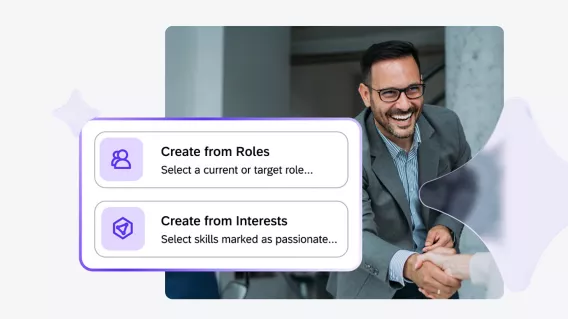 Create from Roles
Select a current or target role...
Create from Interests
Select skills marked as passionate...